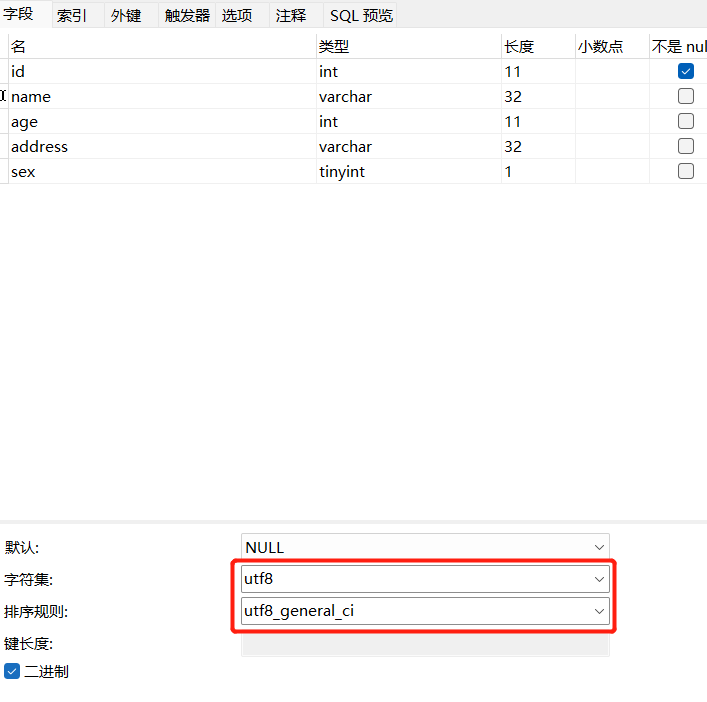 字段 索引 外键 触发器 选项 注释 SQL 预览
名 类型 长度 小数点 不是 nul
id int 11
name varchar 32
age int 11
address varchar 32
sex tinyint 1
默认: NULL
字符集: utf8
排序规则: utf8_general_ci
键长度:
二进制